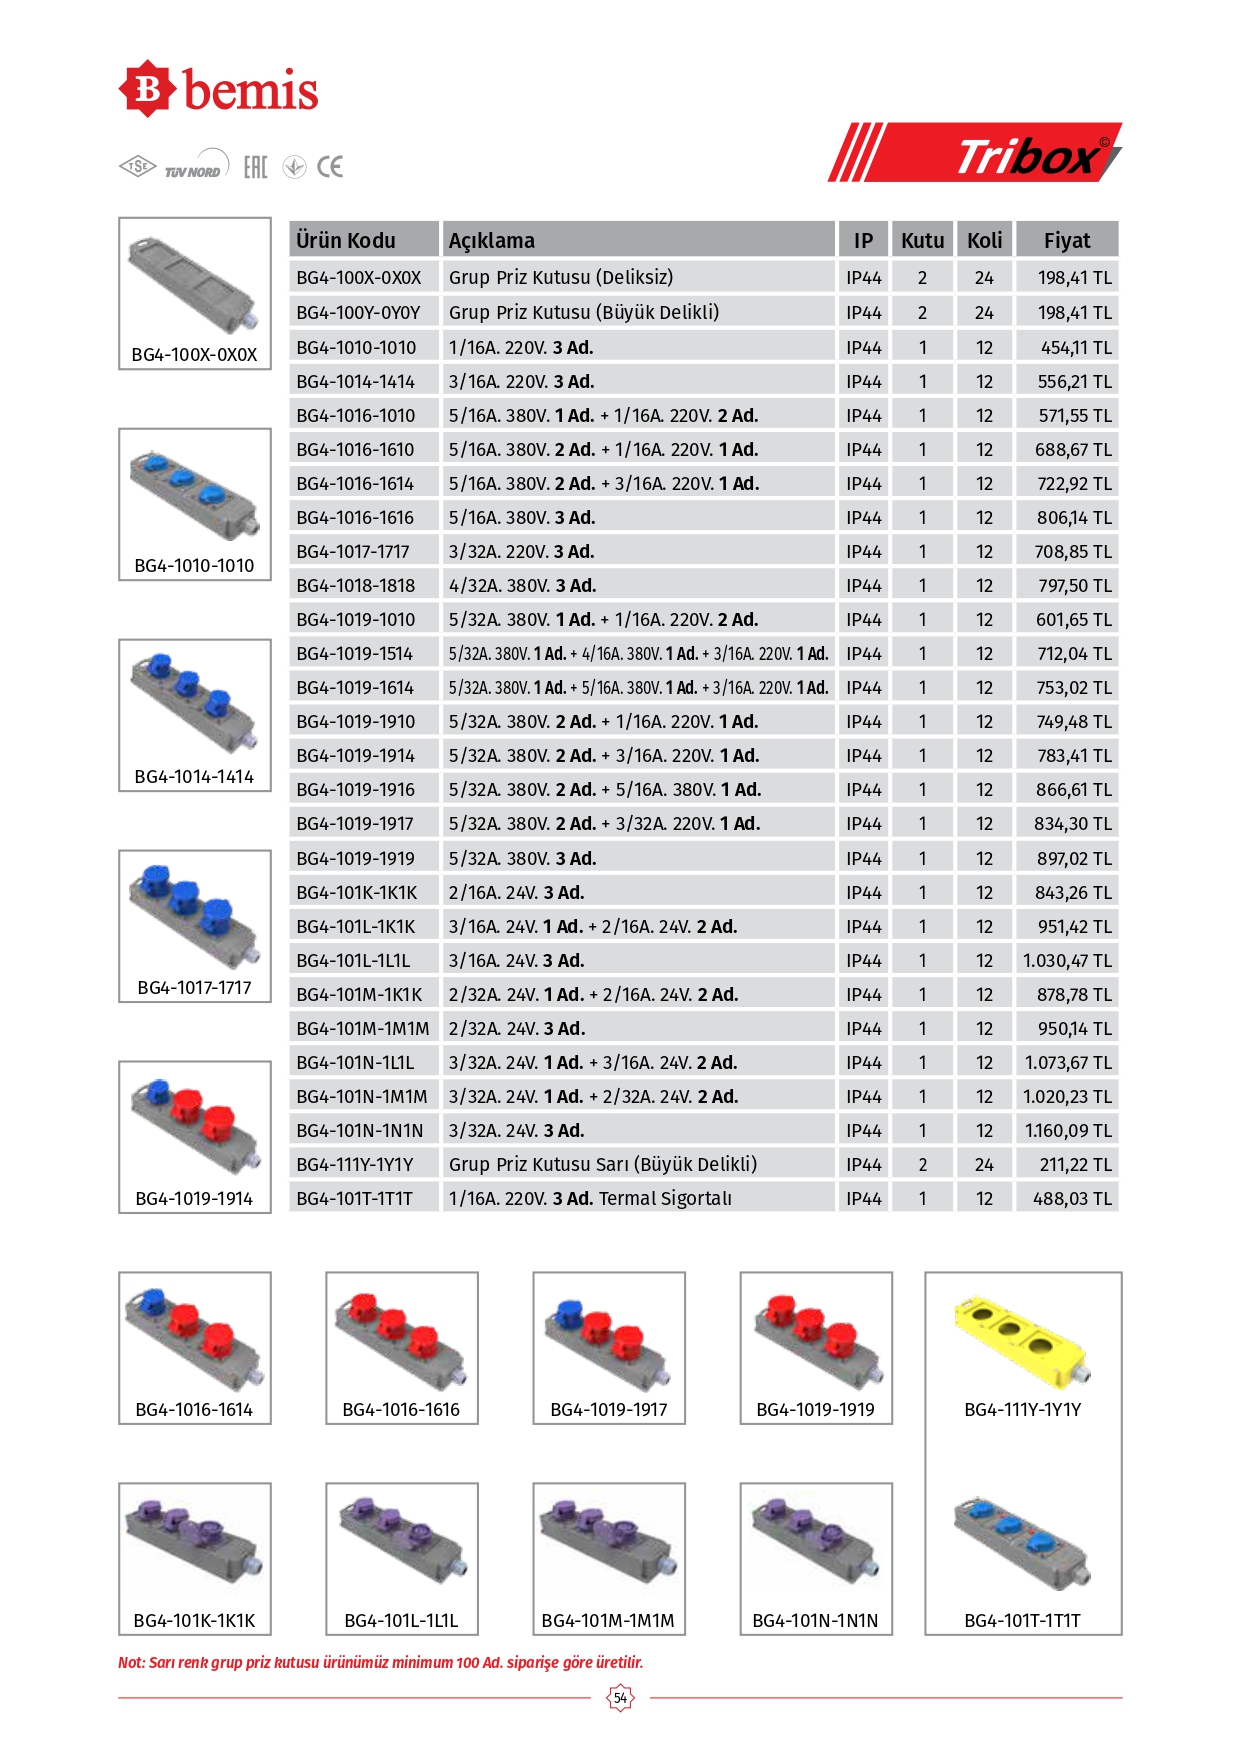 B bemis
TSE TÜV NORD EAC CE
Tribox©
Ürün Kodu Açıklama IP Kutu Koli Fiyat
BG4-100X-0X0X Grup Priz Kutusu (Deliksiz) IP44 2 24 198,41 TL
BG4-100Y-0Y0Y Grup Priz Kutusu (Büyük Delikli) IP44 2 24 198,41 TL
BG4-1010-1010 1/16A. 220V. 3 Ad. IP44 1 12 454,11 TL
BG4-1014-1414 3/16A. 220V. 3 Ad. IP44 1 12 556,21 TL
BG4-1016-1010 5/16A. 380V. 1 Ad. + 1/16A. 220V. 2 Ad. IP44 1 12 571,55 TL
BG4-1016-1610 5/16A. 380V. 2 Ad. + 1/16A. 220V. 1 Ad. IP44 1 12 688,67 TL
BG4-1016-1614 5/16A. 380V. 2 Ad. + 3/16A. 220V. 1 Ad. IP44 1 12 722,92 TL
BG4-1016-1616 5/16A. 380V. 3 Ad. IP44 1 12 806,14 TL
BG4-1017-1717 3/32A. 220V. 3 Ad. IP44 1 12 708,85 TL
BG4-1018-1818 4/32A. 380V. 3 Ad. IP44 1 12 797,50 TL
BG4-1019-1010 5/32A. 380V. 1 Ad. + 1/16A. 220V. 2 Ad. IP44 1 12 601,65 TL
BG4-1019-1514 5/32A. 380V. 1 Ad. + 4/16A. 380V. 1 Ad. + 3/16A. 220V. 1 Ad. IP44 1 12 712,04 TL
BG4-1019-1614 5/32A. 380V. 1 Ad. + 5/16A. 380V. 1 Ad. + 3/16A. 220V. 1 Ad. IP44 1 12 753,02 TL
BG4-1019-1910 5/32A. 380V. 2 Ad. + 1/16A. 220V. 1 Ad. IP44 1 12 749,48 TL
BG4-1019-1914 5/32A. 380V. 2 Ad. + 3/16A. 220V. 1 Ad. IP44 1 12 783,41 TL
BG4-1019-1916 5/32A. 380V. 2 Ad. + 5/16A. 380V. 1 Ad. IP44 1 12 866,61 TL
BG4-1019-1917 5/32A. 380V. 2 Ad. + 3/32A. 220V. 1 Ad. IP44 1 12 834,30 TL
BG4-1019-1919 5/32A. 380V. 3 Ad. IP44 1 12 897,02 TL
BG4-101K-1K1K 2/16A. 24V. 3 Ad. IP44 1 12 843,26 TL
BG4-101L-1K1K 3/16A. 24V. 1 Ad. + 2/16A. 24V. 2 Ad. IP44 1 12 951,42 TL
BG4-101L-1L1L 3/16A. 24V. 3 Ad. IP44 1 12 1.030,47 TL
BG4-101M-1K1K 2/32A. 24V. 1 Ad. + 2/16A. 24V. 2 Ad. IP44 1 12 878,78 TL
BG4-101M-1M1M 2/32A. 24V. 3 Ad. IP44 1 12 950,14 TL
BG4-101N-1L1L 3/32A. 24V. 1 Ad. + 3/16A. 24V. 2 Ad. IP44 1 12 1.073,67 TL
BG4-101N-1M1M 3/32A. 24V. 1 Ad. + 2/32A. 24V. 2 Ad. IP44 1 12 1.020,23 TL
BG4-101N-1N1N 3/32A. 24V. 3 Ad. IP44 1 12 1.160,09 TL
BG4-111Y-1Y1Y Grup Priz Kutusu Sarı (Büyük Delikli) IP44 2 24 211,22 TL
BG4-101T-1T1T 1/16A. 220V. 3 Ad. Termal Sigortalı IP44 1 12 488,03 TL
BG4-100X-0X0X
BG4-1010-1010
BG4-1014-1414
BG4-1017-1717
BG4-1019-1914
BG4-1016-1614 BG4-1016-1616 BG4-1019-1917 BG4-1019-1919 BG4-111Y-1Y1Y
BG4-101K-1K1K BG4-101L-1L1L BG4-101M-1M1M BG4-101N-1N1N BG4-101T-1T1T
Not: Sarı renk grup priz kutusu ürünümüz minimum 100 Ad. siparişe göre üretilir.
54